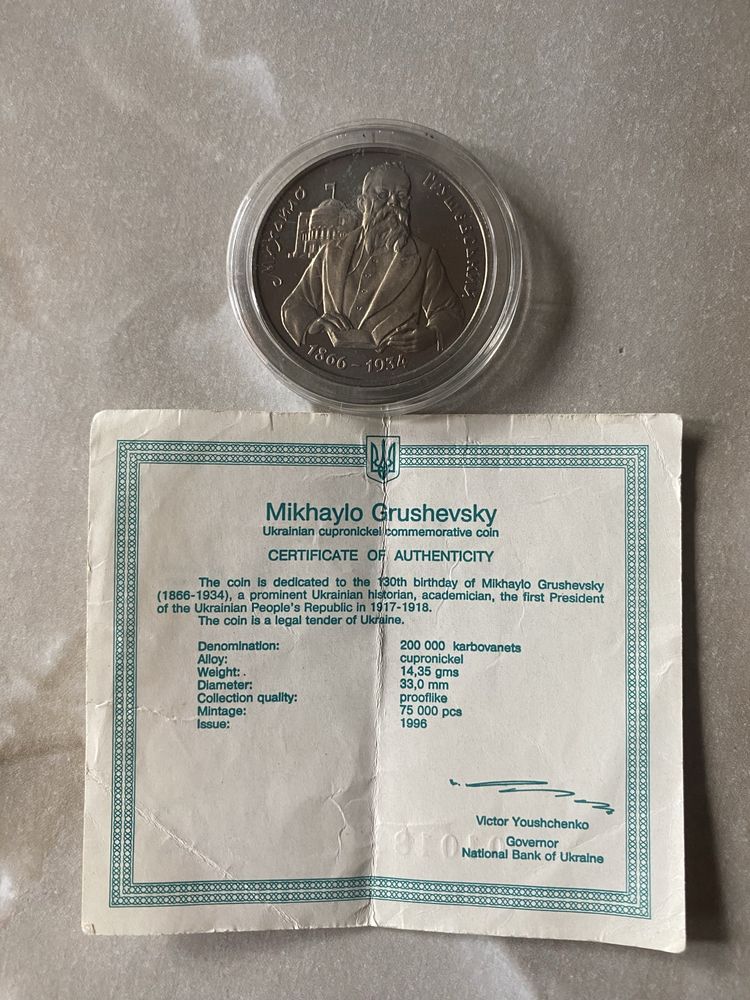 Михайло Грушевський
1866-1934
Mikhaylo Grushevsky
Ukrainian cupronickel commemorative coin
CERTIFICATE OF AUTHENTICITY
The coin is dedicated to the 130th birthday of Mikhaylo Grushevsky
(1866-1934), a prominent Ukrainian historian, academician, the first President
of the Ukrainian People's Republic in 1917-1918.
The coin is a legal tender of Ukraine.
Denomination: 200 000 karbovanets
Alloy: cupronickel
Weight: 14,35 gms
Diameter: 33,0 mm
Collection quality: prooflike
Mintage: 75 000 pcs
Issue: 1996
Victor Youshchenko
Governor
National Bank of Ukraine